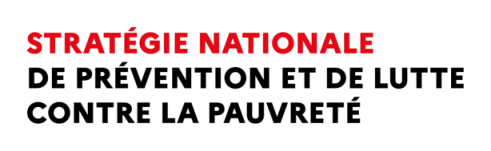 STRATÉGIE NATIONALE
DE PRÉVENTION ET DE LUTTE
CONTRE LA PAUVRETÉ